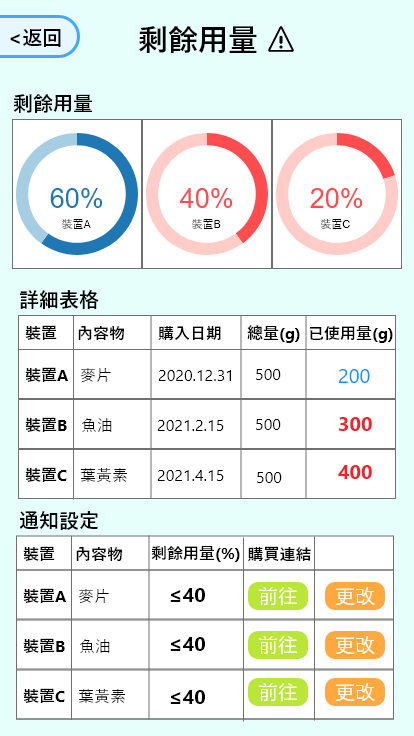 <返回
剩餘用量
剩餘用量
60% 40% 20%
裝置A 裝置B 裝置C
詳細表格
裝置 內容物 購入日期 總量(g) 已使用量(g)
裝置A 麥片 2020.12.31 500 200
裝置B 魚油 2021.2.15 500 300
裝置C 葉黃素 2021.4.15 500 400
通知設定
裝置 內容物 剩餘用量(%) 購買連結
裝置A 麥片 ≤40 前往 更改
裝置B 魚油 ≤40 前往 更改
裝置C 葉黃素 ≤40 前往 更改